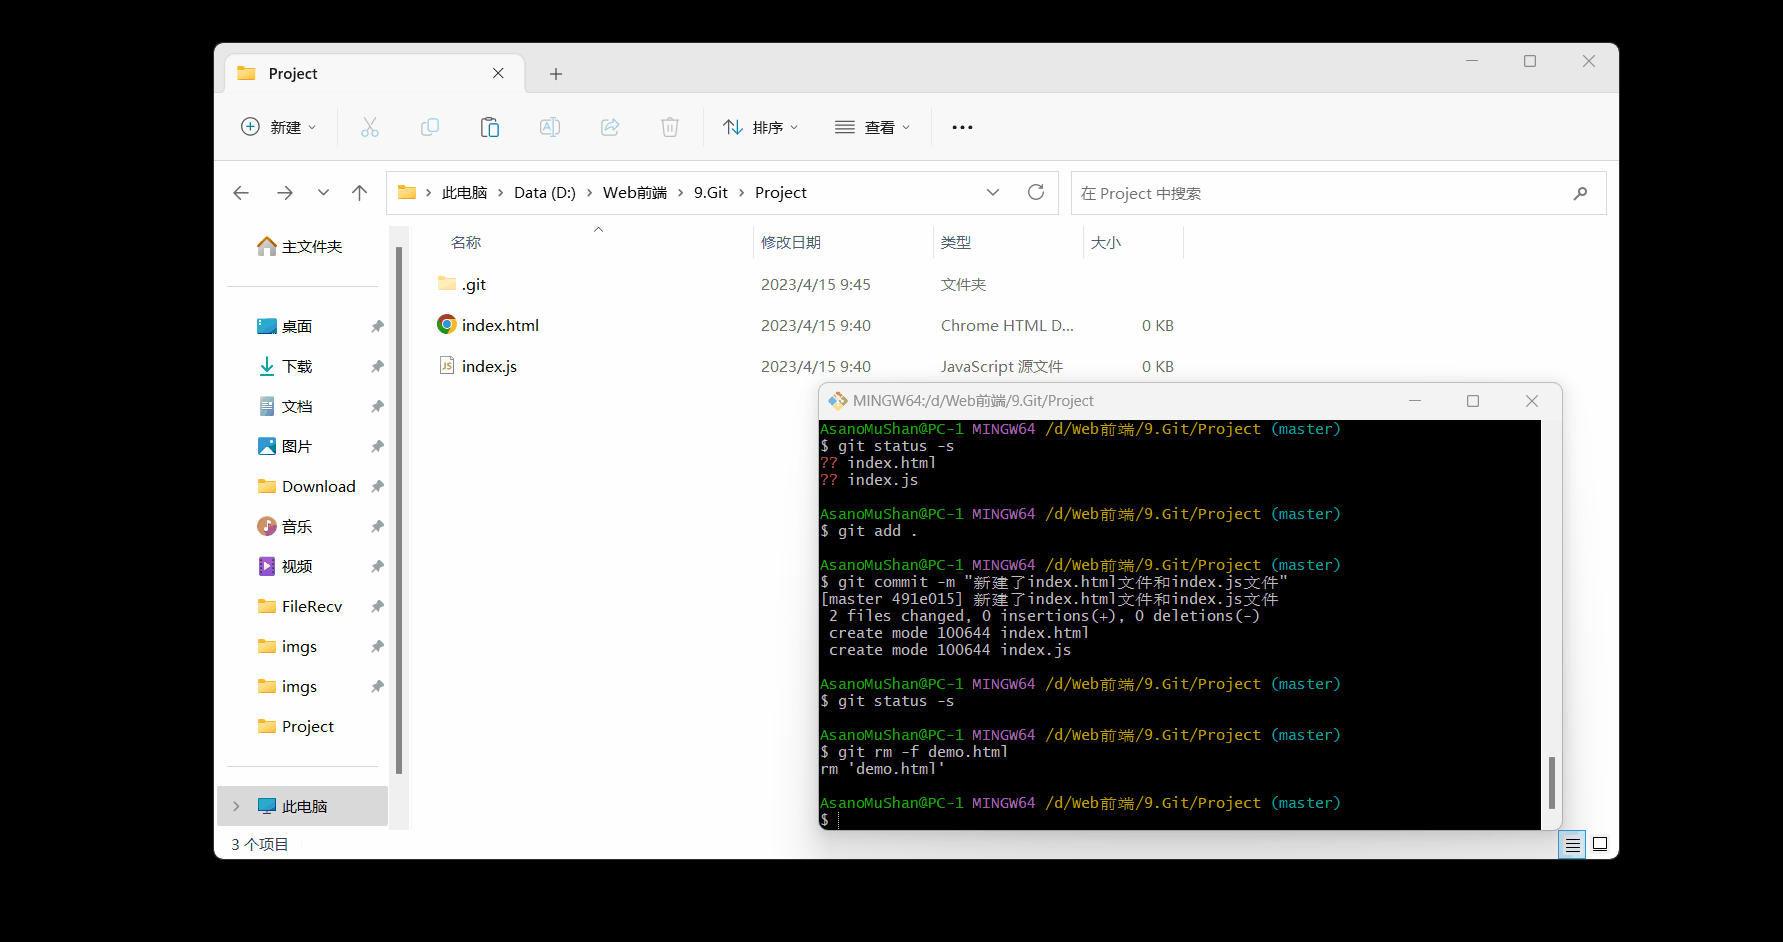 Project
新建
排序
查看
此电脑 > Data (D:) > Web前端 > 9.Git > Project
在 Project 中搜索
主文件夹
桌面
下载
文档
图片
Download
音乐
视频
FileRecv
imgs
imgs
Project
此电脑
名称 修改日期 类型 大小
.git 2023/4/15 9:45 文件夹
index.html 2023/4/15 9:40 Chrome HTML D... 0 KB
index.js 2023/4/15 9:40 JavaScript 源文件 0 KB
MINGW64:/d/Web前端/9.Git/Project
AsanoMuShan@PC-1 MINGW64 /d/Web前端/9.Git/Project (master)
$ git status -s
?? index.html
?? index.js
AsanoMuShan@PC-1 MINGW64 /d/Web前端/9.Git/Project (master)
$ git add .
AsanoMuShan@PC-1 MINGW64 /d/Web前端/9.Git/Project (master)
$ git commit -m "新建了index.html文件和index.js文件"
[master 491e015] 新建了index.html文件和index.js文件
2 files changed, 0 insertions(+), 0 deletions(-)
create mode 100644 index.html
create mode 100644 index.js
AsanoMuShan@PC-1 MINGW64 /d/Web前端/9.Git/Project (master)
$ git status -s
AsanoMuShan@PC-1 MINGW64 /d/Web前端/9.Git/Project (master)
$ git rm -f demo.html
rm 'demo.html'
AsanoMuShan@PC-1 MINGW64 /d/Web前端/9.Git/Project (master)
$
3 个项目